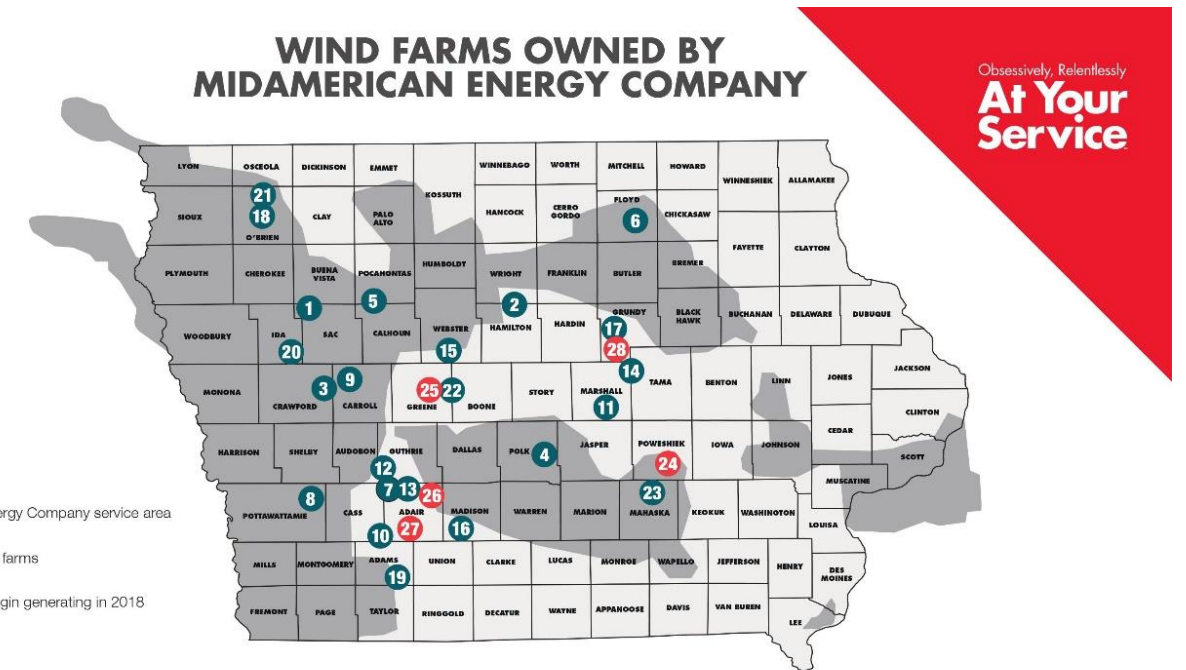 WIND FARMS OWNED BY
MIDAMERICAN ENERGY COMPANY
Obsessively, Relentlessly
At Your
Service
LYON OSCEOLA DICKINSON EMMET WINNEBAGO WORTH MITCHELL HOWARD
WINNESHIEK ALLAMAKEE
KOSSUTH
21
SIOUX 18 CLAY PALO ALTO HANCOCK CERRO GORDO FLOYD 6 CHICKASAW
O'BRIEN
FAYETTE CLAYTON
PLYMOUTH CHEROKEE BUENA VISTA POCAHONTAS HUMBOLDT WRIGHT FRANKLIN BUTLER BREMER
1 5 2
WOODBURY IDA SAC CALHOUN WEBSTER HAMILTON HARDIN GRUNDY BLACK HAWK BUCHANAN DELAWARE DUBUQUE
17
20 15 28
14
MONONA CRAWFORD 3 9 CARROLL 25 22 GREENE BOONE STORY MARSHALL 11 TAMA BENTON LINN JONES JACKSON
CLINTON
CEDAR
HARRISON SHELBY AUDUBON GUTHRIE DALLAS POLK 4 JASPER POWESHIEK IOWA JOHNSON SCOTT
12 24
MUSCATINE
7 13 26 23
8
POTTAWATTAMIE CASS ADAIR MADISON WARREN MARION MAHASKA KEOKUK WASHINGTON LOUISA
10 27 16
MILLS MONTGOMERY ADAMS UNION CLARKE LUCAS MONROE WAPELLO JEFFERSON HENRY DES MOINES
19
FREMONT PAGE TAYLOR RINGGOLD DECATUR WAYNE APPANOOSE DAVIS VAN BUREN LEE
ergy Company service area
farms
gin generating in 2018